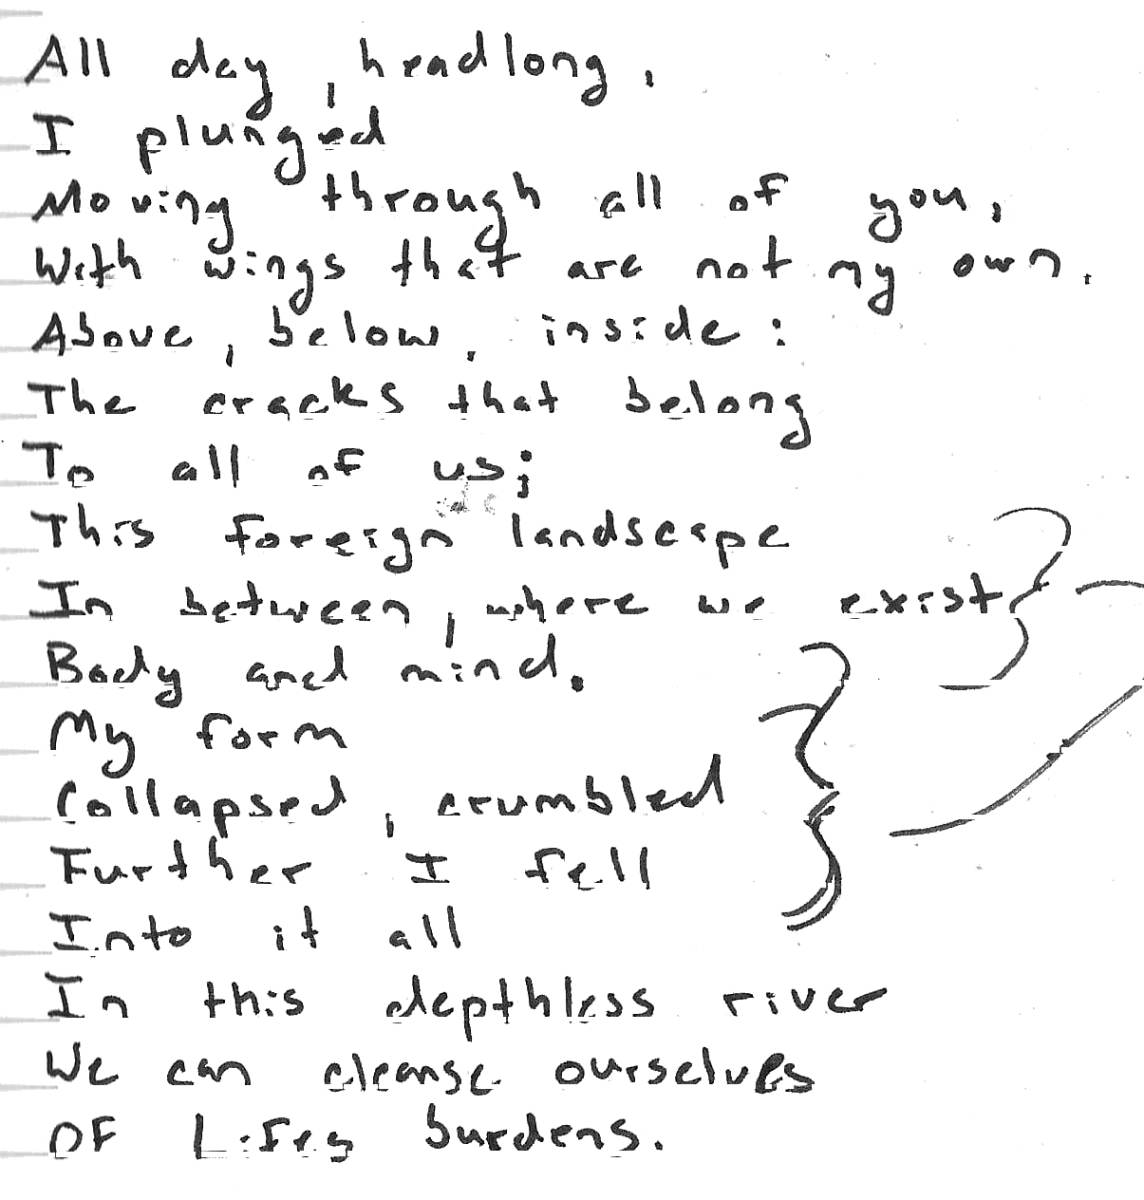 All day, headlong,
I plunged
Moving through all of you,
With wings that are not my own.
Above, below, inside:
The cracks that belong
To all of us;
This foreign landscape
In between, where we exist
Body and mind.
My form
Collapsed, crumbled
Further I fell
Into it all
In this depthless river
We can cleanse ourselves
OF Lifes burdens.